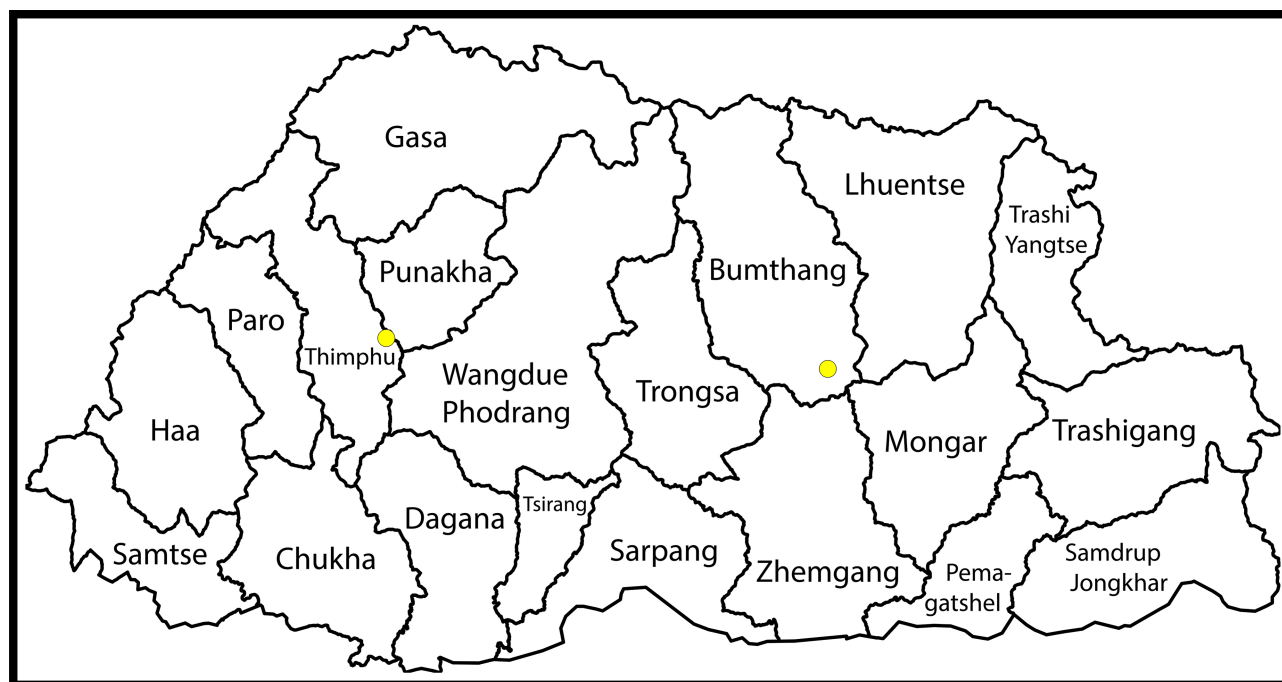 Gasa
Lhuentse
Trashi
Yangtse
Punakha
Bumthang
Paro
Thimphu
Wangdue
Phodrang
Trongsa
Haa
Mongar
Trashigang
Tsirang
Dagana
Samtse
Chukha
Sarpang
Zhemgang
Pema-
gatshel
Samdrup
Jongkhar